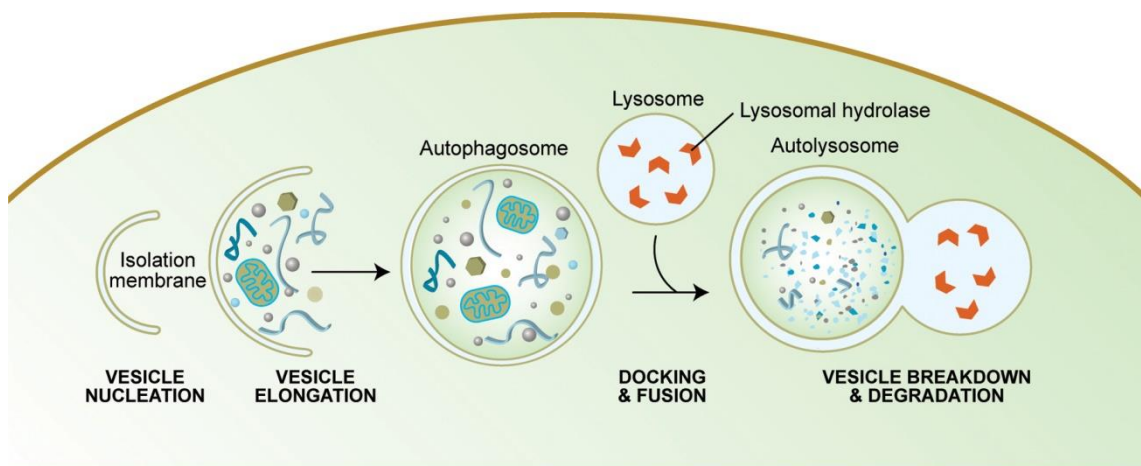 Lysosome
Lysosomal hydrolase
Autophagosome
Autolysosome
Isolation
membrane
VESICLE
NUCLEATION
VESICLE
ELONGATION
DOCKING
& FUSION
VESICLE BREAKDOWN
& DEGRADATION